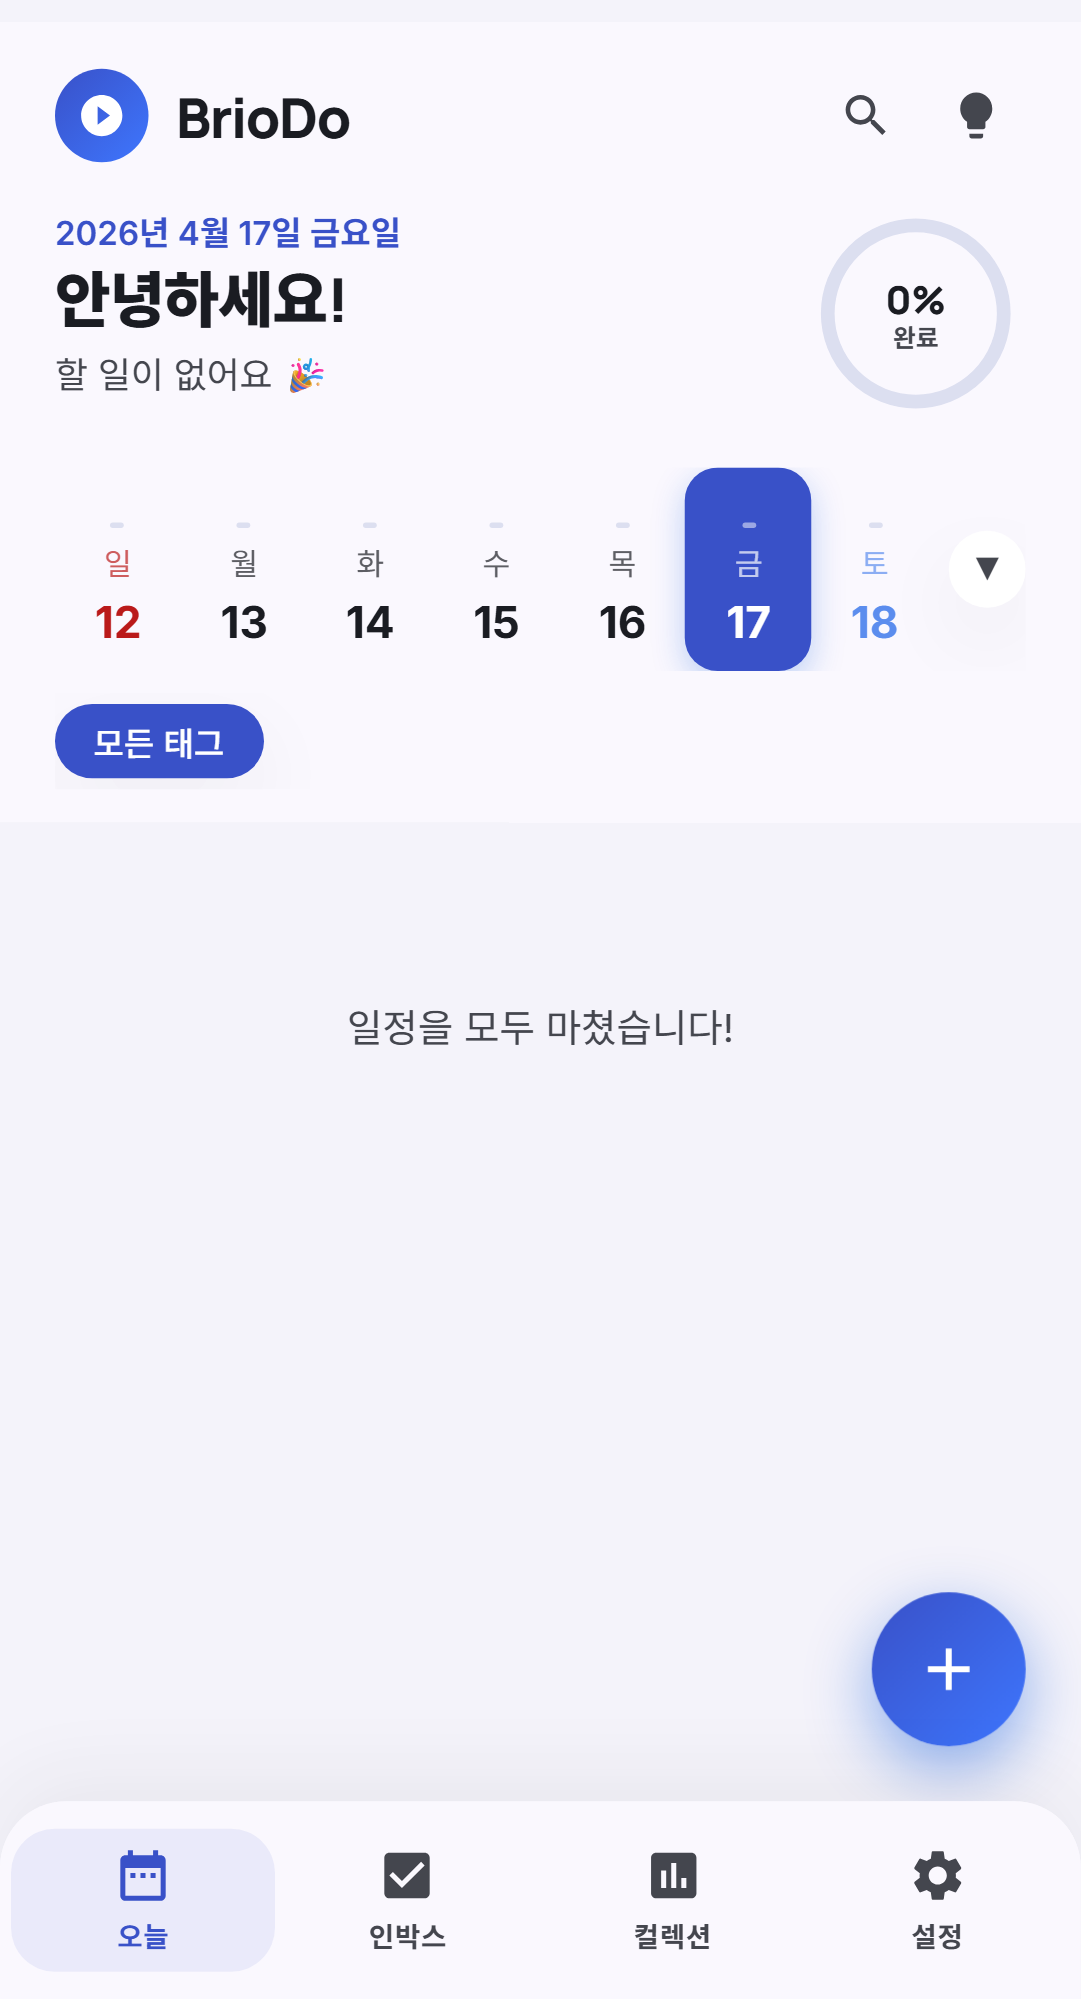 BrioDo
2026년 4월 17일 금요일
안녕하세요!
할 일이 없어요 🎉
0%
완료
일 월 화 수 목 금 토
12 13 14 15 16 17 18
모든 태그
일정을 모두 마쳤습니다!
오늘 인박스 컬렉션 설정